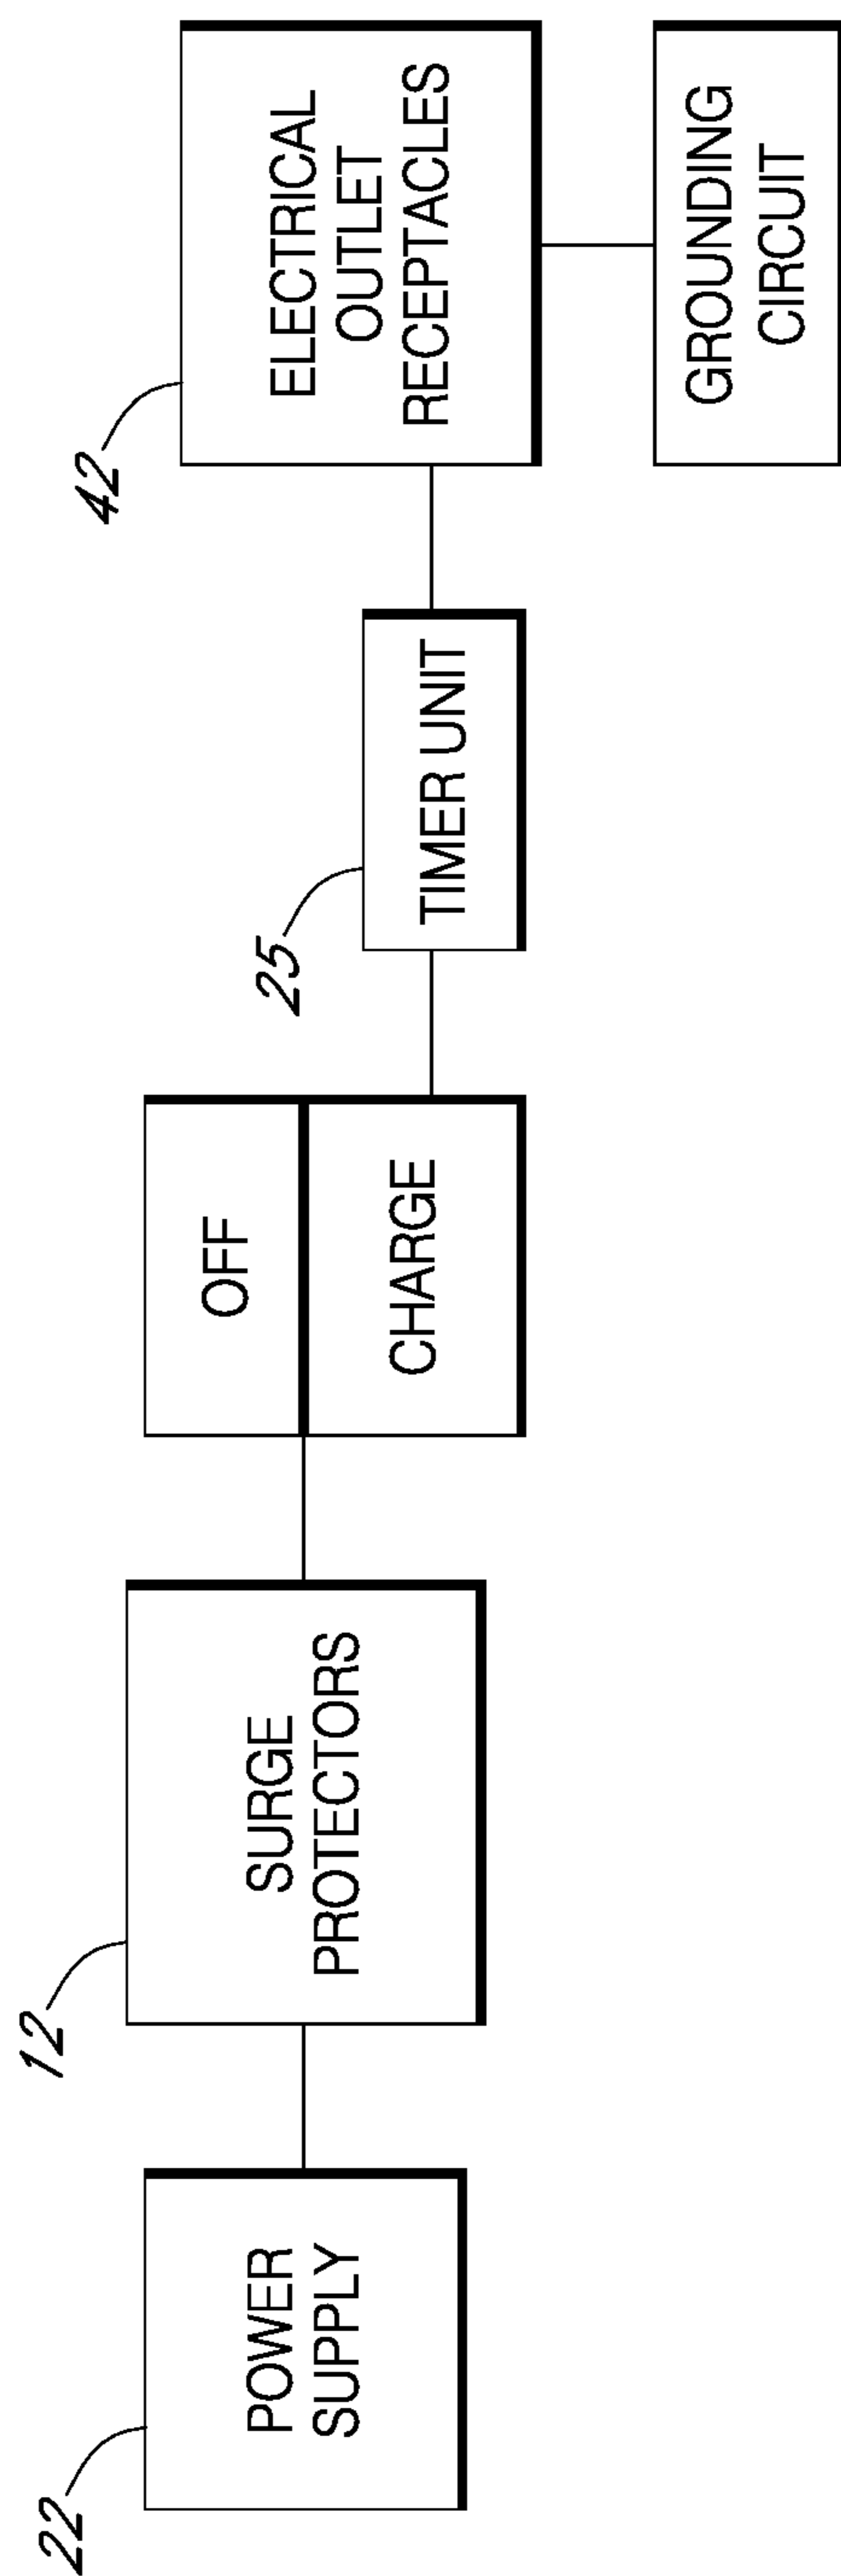 22
POWER
SUPPLY
12
SURGE
PROTECTORS
OFF
CHARGE
25
TIMER UNIT
42
ELECTRICAL
OUTLET
RECEPTACLES
GROUNDING
CIRCUIT